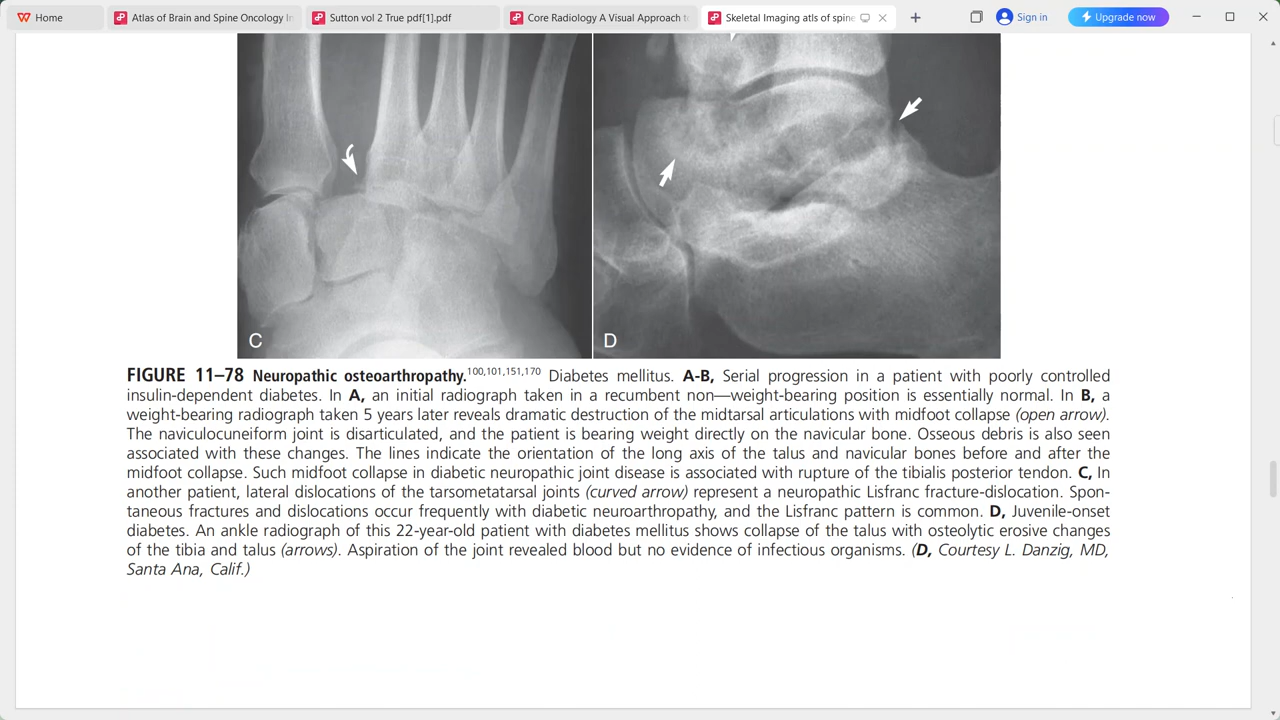 Home
Atlas of Brain and Spine Oncology I
Sutton vol 2 True pdf[1].pdf
Core Radiology A Visual Approach to
Skeletal Imaging atls of spine
Sign in
Upgrade now
C
D
FIGURE 11–78 Neuropathic osteoarthropathy.100,101,151,170 Diabetes mellitus. A-B, Serial progression in a patient with poorly controlled
insulin-dependent diabetes. In A, an initial radiograph taken in a recumbent non—weight-bearing position is essentially normal. In B, a
weight-bearing radiograph taken 5 years later reveals dramatic destruction of the midtarsal articulations with midfoot collapse (open arrow).
The naviculocuneiform joint is disarticulated, and the patient is bearing weight directly on the navicular bone. Osseous debris is also seen
associated with these changes. The lines indicate the orientation of the long axis of the talus and navicular bones before and after the
midfoot collapse. Such midfoot collapse in diabetic neuropathic joint disease is associated with rupture of the tibialis posterior tendon. C, In
another patient, lateral dislocations of the tarsometatarsal joints (curved arrow) represent a neuropathic Lisfranc fracture-dislocation. Spon-
taneous fractures and dislocations occur frequently with diabetic neuroarthropathy, and the Lisfranc pattern is common. D, Juvenile-onset
diabetes. An ankle radiograph of this 22-year-old patient with diabetes mellitus shows collapse of the talus with osteolytic erosive changes
of the tibia and talus (arrows). Aspiration of the joint revealed blood but no evidence of infectious organisms. (D, Courtesy L. Danzig, MD,
Santa Ana, Calif.)